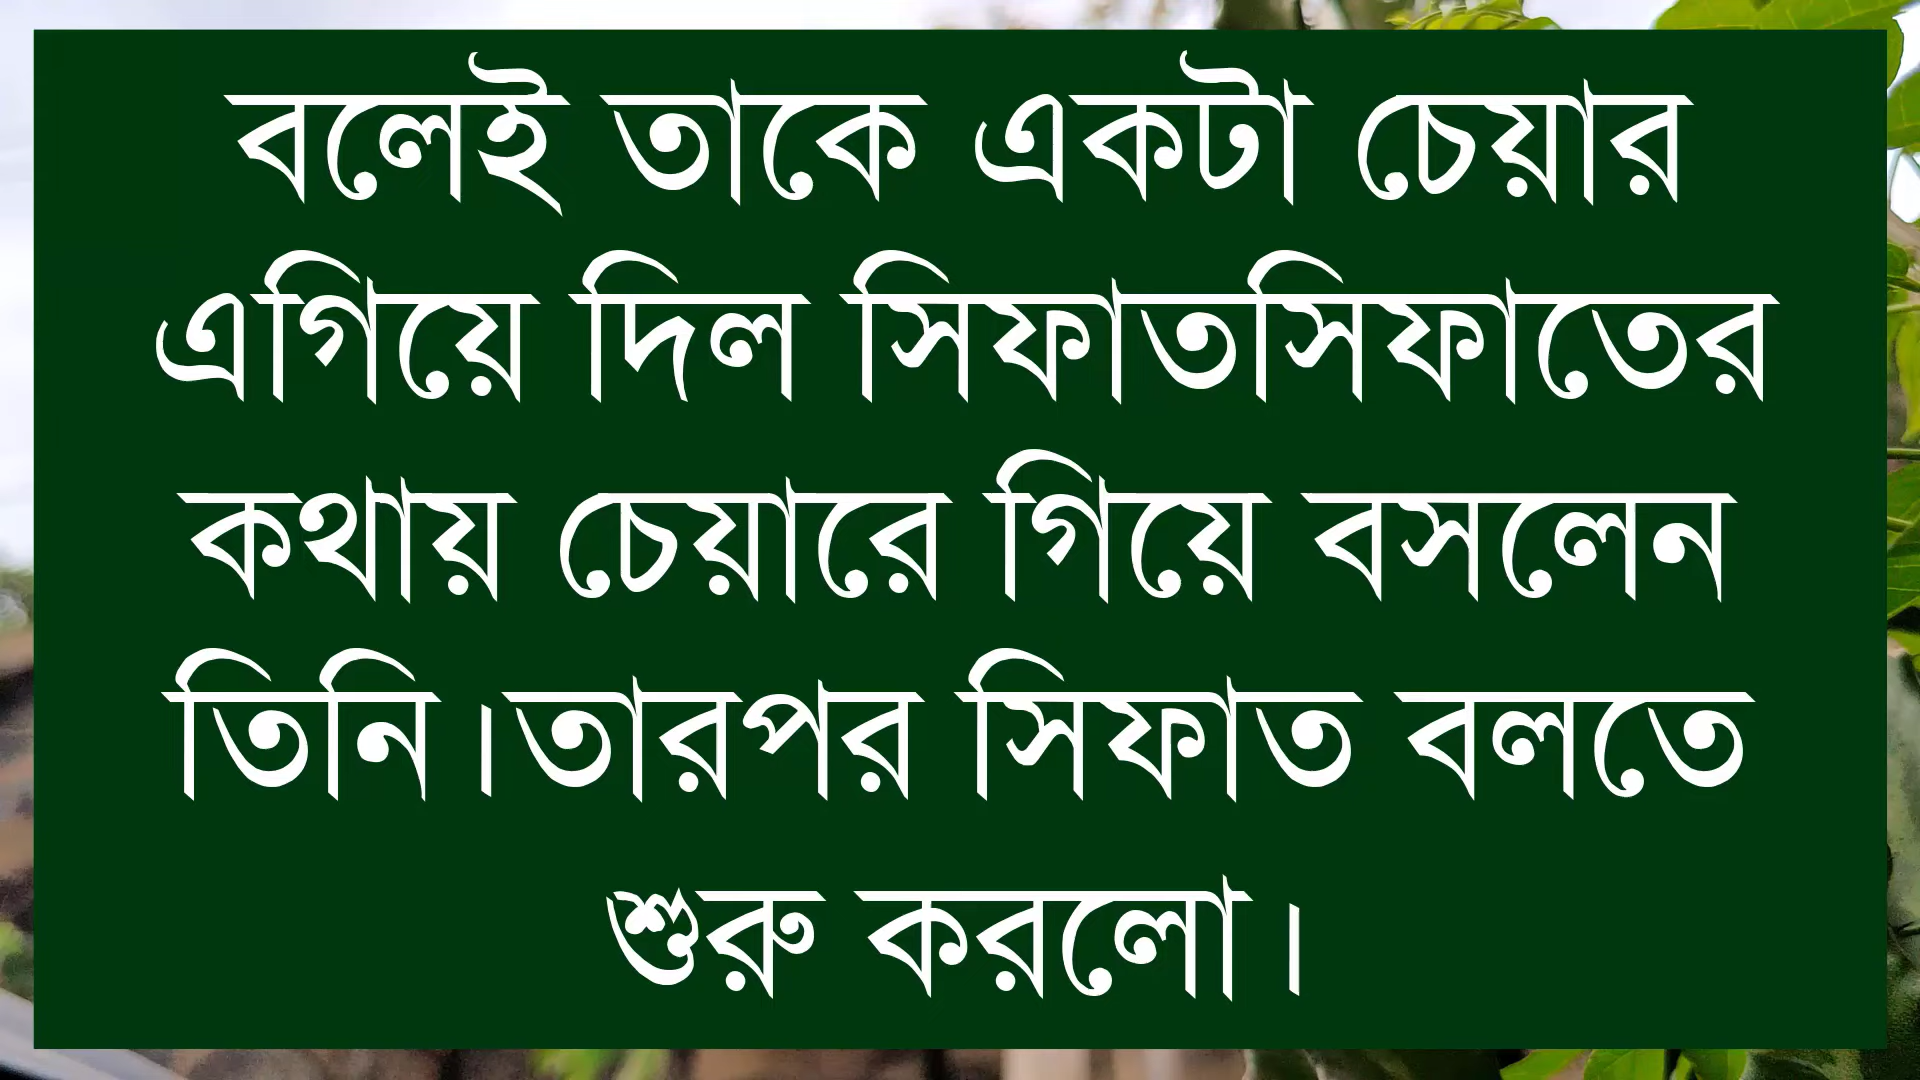 বলেই তাকে একটা চেয়ার
এগিয়ে দিল সিফাতসিফাতের
কথায় চেয়ারে গিয়ে বসলেন
তিনি।তারপর সিফাত বলতে
শুরু করলো।